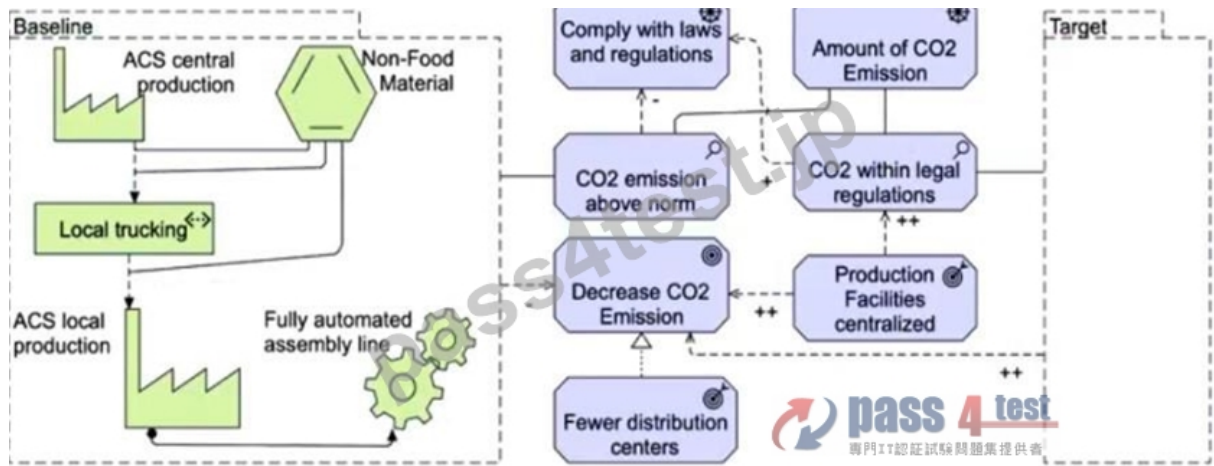 Baseline
ACS central
production
Non-Food
Material
Local trucking
ACS local
production
Fully automated
assembly line
Comply with laws
and regulations
-
Amount of CO2
Emission
CO2 emission
above norm
+
CO2 within legal
regulations
++
Decrease CO2
Emission
-
++
Production
Facilities
centralized
++
Fewer distribution
centers
Target
pass4test.jp
pass 4 test
専門IT認証試験問題集提供者